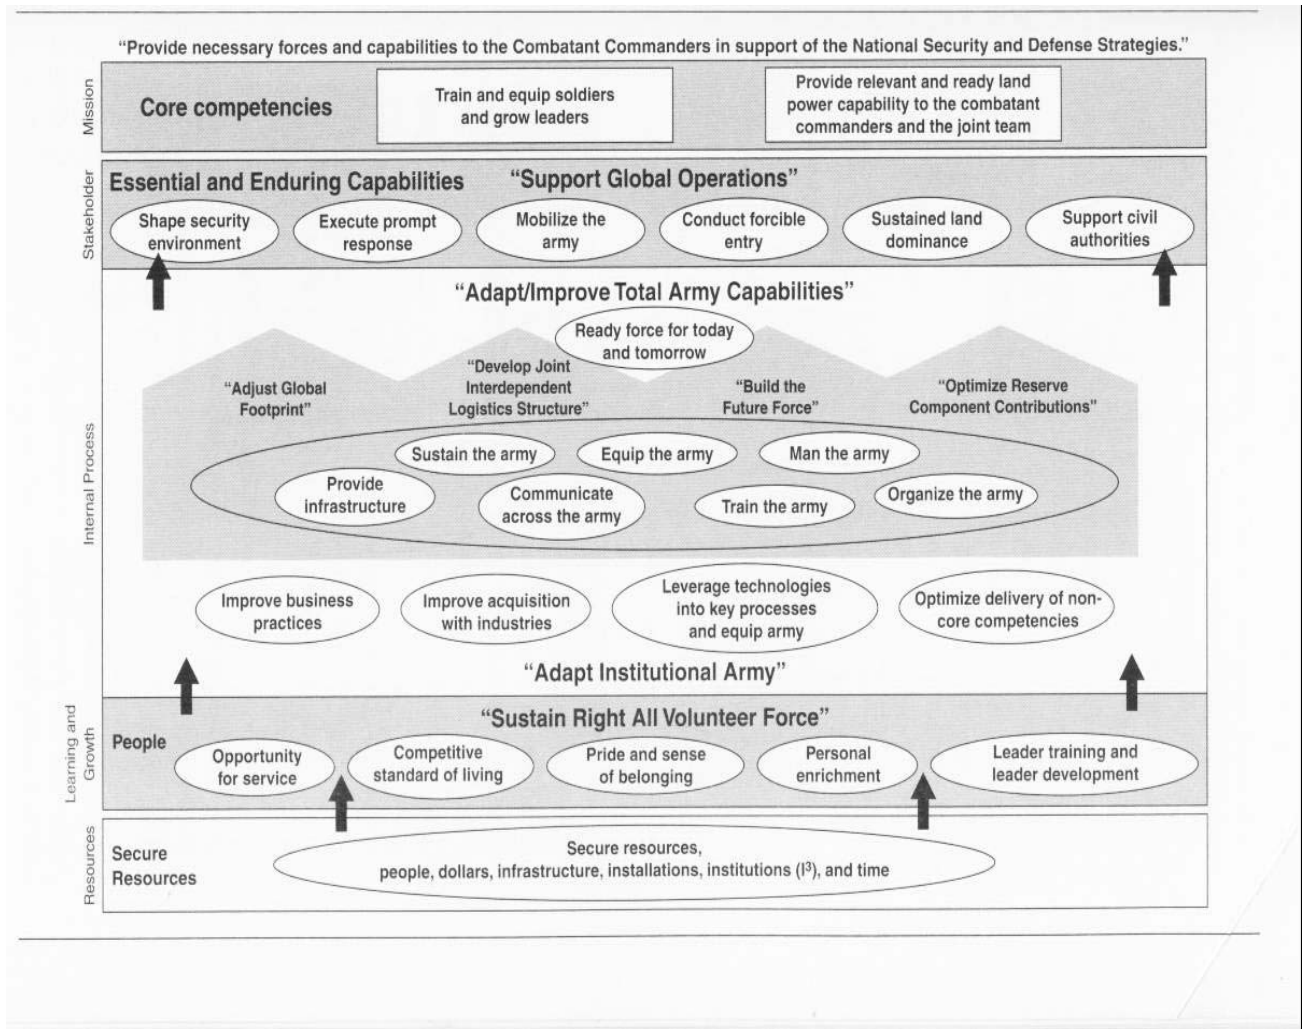 “Provide necessary forces and capabilities to the Combatant Commanders in support of the National Security and Defense Strategies.”
Mission
Core competencies
Train and equip soldiers
and grow leaders
Provide relevant and ready land
power capability to the combatant
commanders and the joint team
Stakeholder
Essential and Enduring Capabilities
“Support Global Operations”
Shape security
environment
Execute prompt
response
Mobilize the
army
Conduct forcible
entry
Sustained land
dominance
Support civil
authorities
Internal Process
“Adapt/Improve Total Army Capabilities”
Ready force for today
and tomorrow
“Adjust Global
Footprint”
“Develop Joint
Interdependent
Logistics Structure”
“Build the
Future Force”
“Optimize Reserve
Component Contributions”
Sustain the army
Equip the army
Man the army
Provide
infrastructure
Communicate
across the army
Train the army
Organize the army
Improve business
practices
Improve acquisition
with industries
Leverage technologies
into key processes
and equip army
Optimize delivery of non-
core competencies
“Adapt Institutional Army”
Learning and
Growth
“Sustain Right All Volunteer Force”
People
Opportunity
for service
Competitive
standard of living
Pride and sense
of belonging
Personal
enrichment
Leader training and
leader development
Resources
Secure
Resources
Secure resources,
people, dollars, infrastructure, installations, institutions (I³), and time